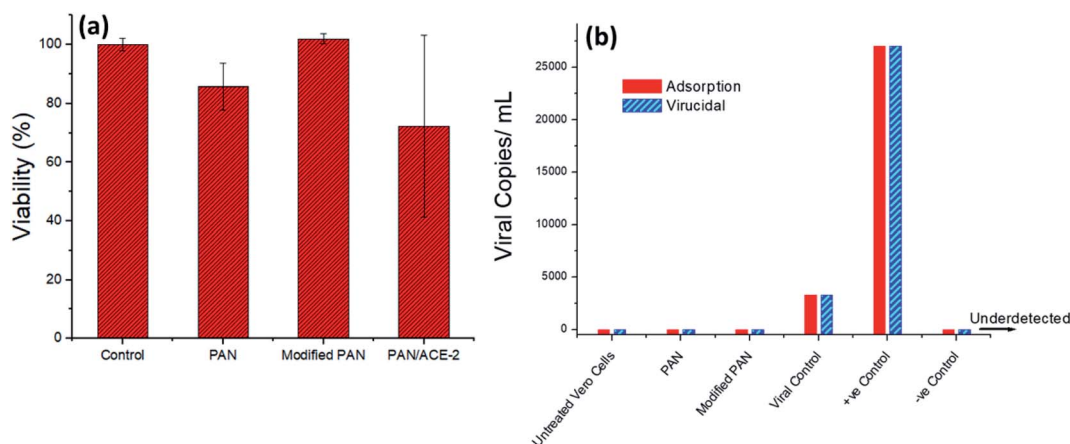 (a)
Viability (%)
100
80
60
40
20
0
Control
PAN
Modified PAN
PAN/ACE-2
(b)
Viral Copies/ mL
25000
20000
15000
10000
5000
0
Adsorption
Virucidal
Underdetected
Untreated Vero Cells
PAN
Modified PAN
Viral Control
+ve Control
-ve Control